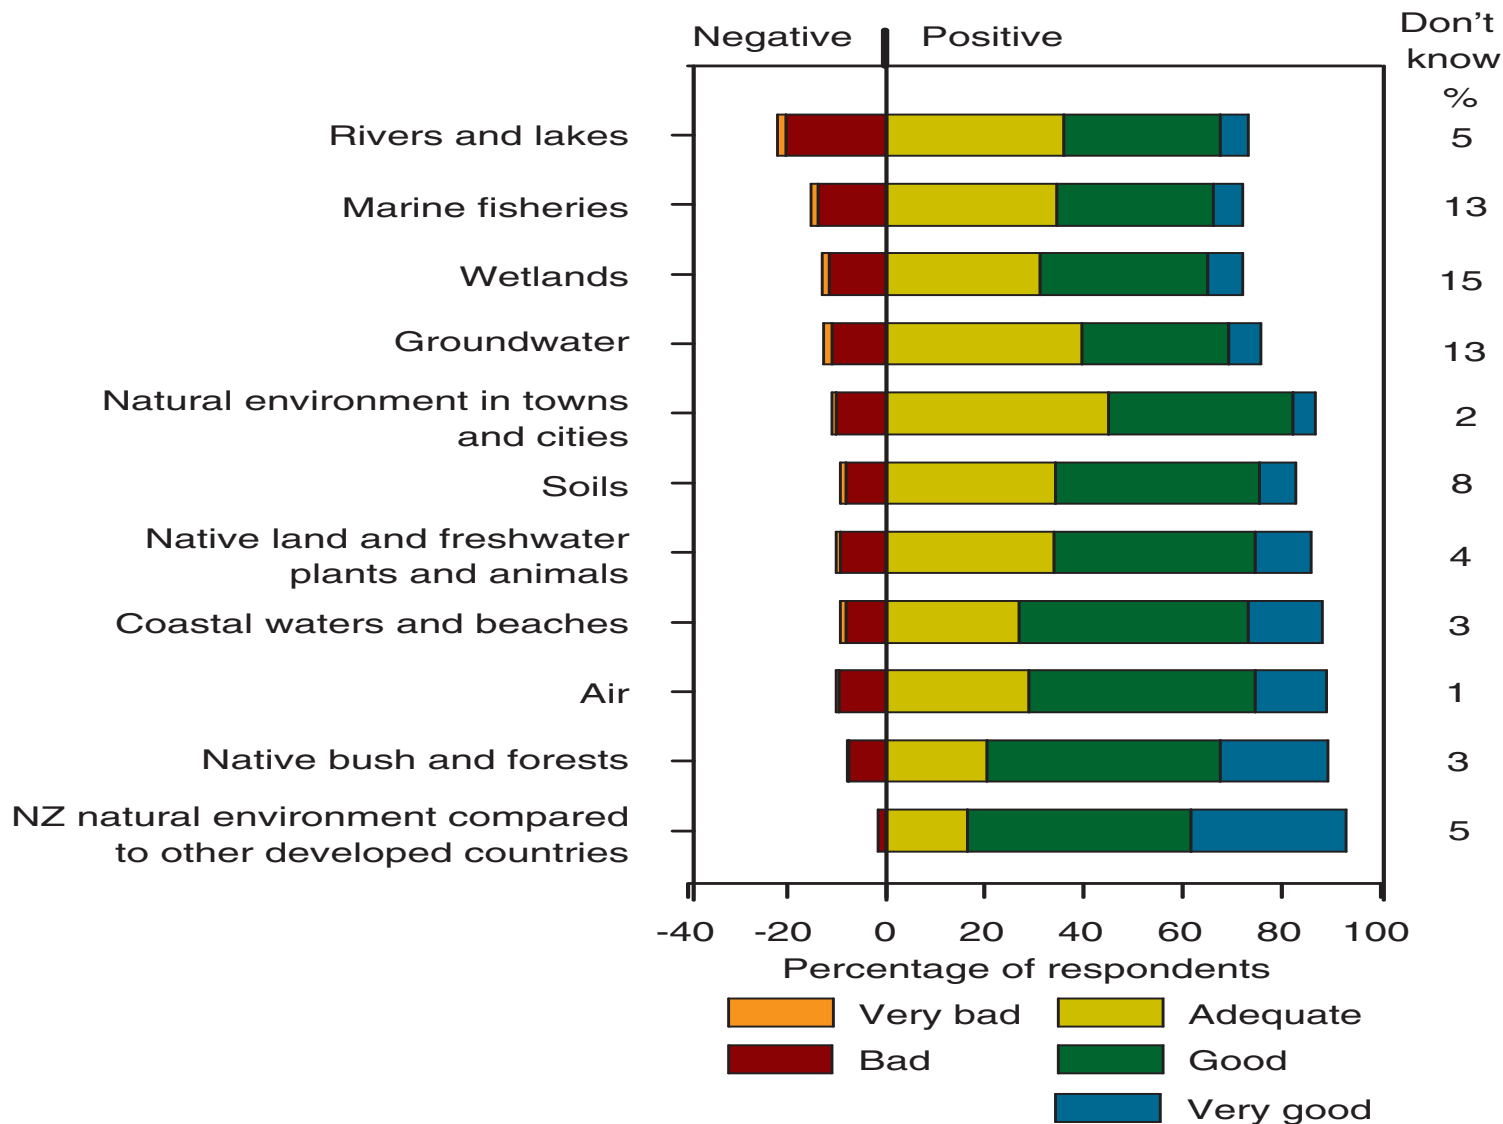 Negative Positive Don't
know
%
Rivers and lakes 5
Marine fisheries 13
Wetlands 15
Groundwater 13
Natural environment in towns
and cities 2
Soils 8
Native land and freshwater
plants and animals 4
Coastal waters and beaches 3
Air 1
Native bush and forests 3
NZ natural environment compared
to other developed countries 5
-40 -20 0 20 40 60 80 100
Percentage of respondents
Very bad Adequate
Bad Good
Very good